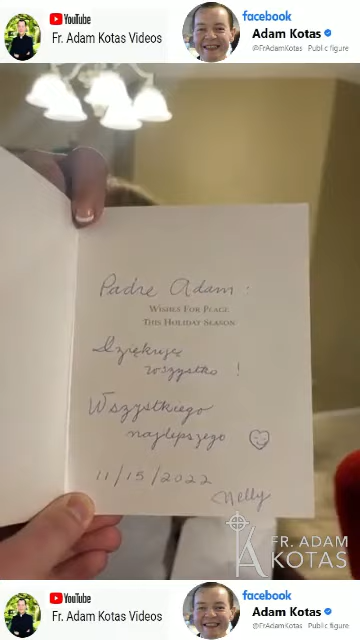 YouTube
Fr. Adam Kotas Videos
facebook
Adam Kotas
@FrAdamKotas · Public figure
Padre Adam:
WISHES FOR PEACE
THIS HOLIDAY SEASON
Dziękuję
wszystko !
Wszystkiego
najlepszego
11/15/2022
Nelly
FR. ADAM
KOTAS
YouTube
Fr. Adam Kotas Videos
facebook
Adam Kotas
@FrAdamKotas · Public figure